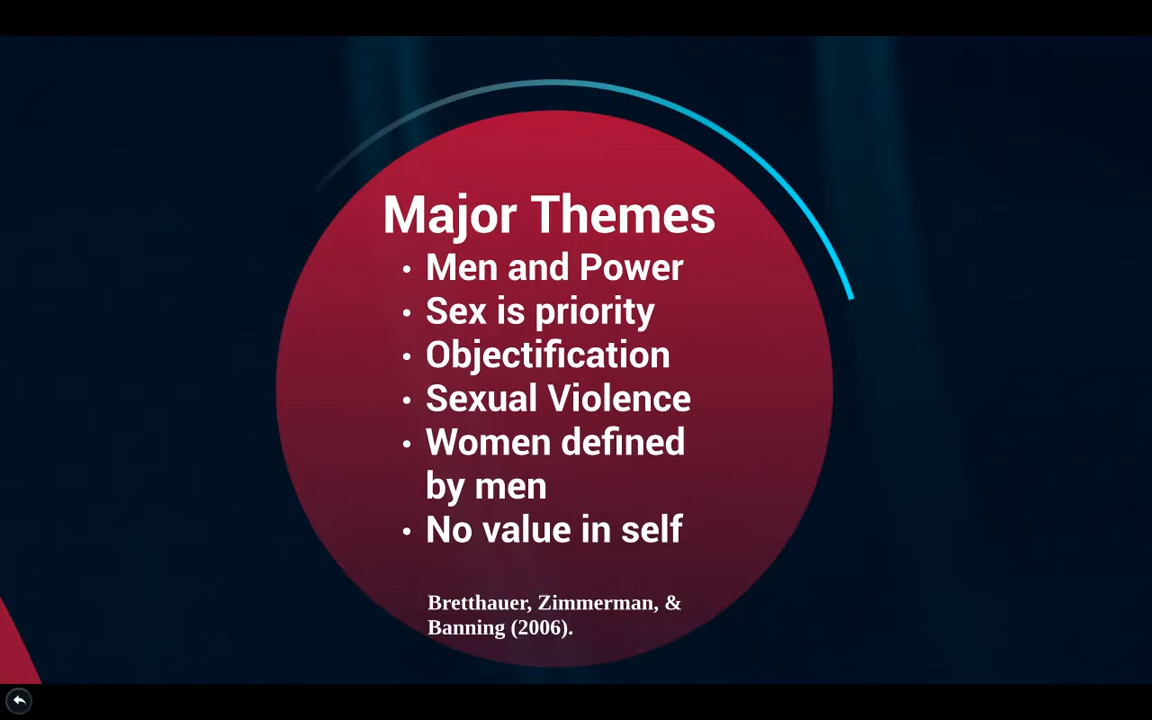 Major Themes
• Men and Power
• Sex is priority
• Objectification
• Sexual Violence
• Women defined
by men
• No value in self
Bretthauer, Zimmerman, &
Banning (2006).